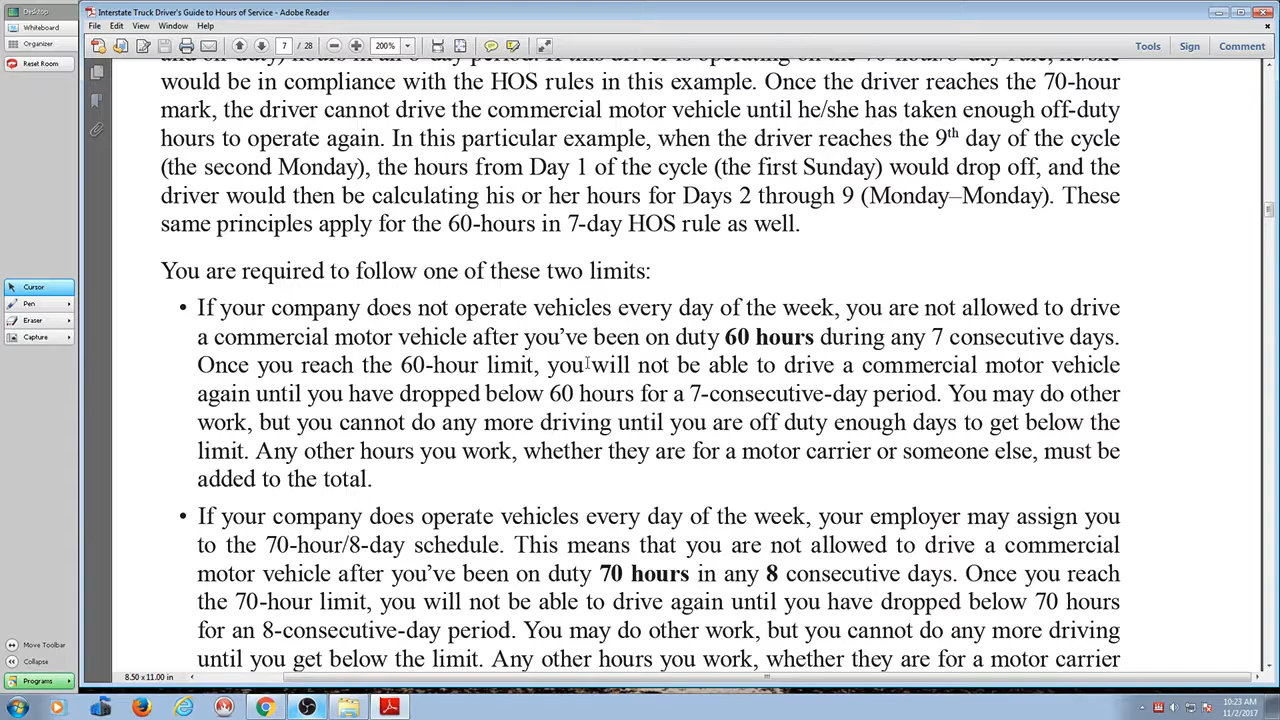 Desktop
Whiteboard
Organizer
Reset Room
Cursor
Pen
Eraser
Capture
Move Toolbar
Collapse
Programs
Interstate Truck Driver's Guide to Hours of Service - Adobe Reader
File Edit View Window Help
7 / 28 200% Tools Sign Comment
would be in compliance with the HOS rules in this example. Once the driver reaches the 70-hour
mark, the driver cannot drive the commercial motor vehicle until he/she has taken enough off-duty
hours to operate again. In this particular example, when the driver reaches the 9th day of the cycle
(the second Monday), the hours from Day 1 of the cycle (the first Sunday) would drop off, and the
driver would then be calculating his or her hours for Days 2 through 9 (Monday–Monday). These
same principles apply for the 60-hours in 7-day HOS rule as well.
You are required to follow one of these two limits:
• If your company does not operate vehicles every day of the week, you are not allowed to drive
a commercial motor vehicle after you've been on duty 60 hours during any 7 consecutive days.
Once you reach the 60-hour limit, you will not be able to drive a commercial motor vehicle
again until you have dropped below 60 hours for a 7-consecutive-day period. You may do other
work, but you cannot do any more driving until you are off duty enough days to get below the
limit. Any other hours you work, whether they are for a motor carrier or someone else, must be
added to the total.
• If your company does operate vehicles every day of the week, your employer may assign you
to the 70-hour/8-day schedule. This means that you are not allowed to drive a commercial
motor vehicle after you've been on duty 70 hours in any 8 consecutive days. Once you reach
the 70-hour limit, you will not be able to drive again until you have dropped below 70 hours
for an 8-consecutive-day period. You may do other work, but you cannot do any more driving
until you get below the limit. Any other hours you work, whether they are for a motor carrier
8.50 x 11.00 in
10:23 AM
11/2/2017